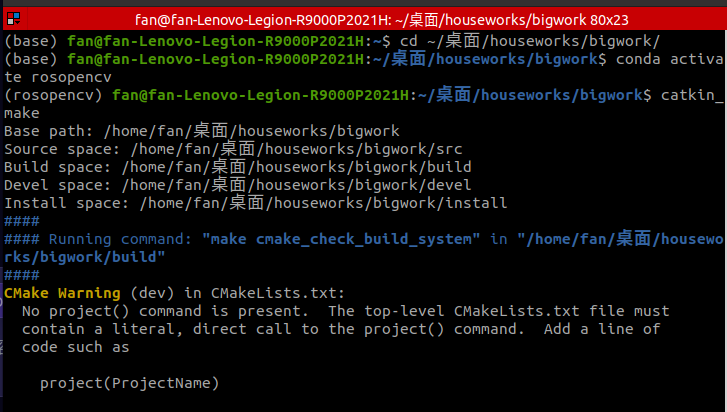 fan@fan-Lenovo-Legion-R9000P2021H: ~/桌面/houseworks/bigwork 80x23
(base) fan@fan-Lenovo-Legion-R9000P2021H:~$ cd ~/桌面/houseworks/bigwork/
(base) fan@fan-Lenovo-Legion-R9000P2021H:~/桌面/houseworks/bigwork$ conda activa
te rosopencv
(rosopencv) fan@fan-Lenovo-Legion-R9000P2021H:~/桌面/houseworks/bigwork$ catkin_
make
Base path: /home/fan/桌面/houseworks/bigwork
Source space: /home/fan/桌面/houseworks/bigwork/src
Build space: /home/fan/桌面/houseworks/bigwork/build
Devel space: /home/fan/桌面/houseworks/bigwork/devel
Install space: /home/fan/桌面/houseworks/bigwork/install
####
#### Running command: "make cmake_check_build_system" in "/home/fan/桌面/housewo
rks/bigwork/build"
####
CMake Warning (dev) in CMakeLists.txt:
  No project() command is present.  The top-level CMakeLists.txt file must
  contain a literal, direct call to the project() command.  Add a line of
  code such as

    project(ProjectName)